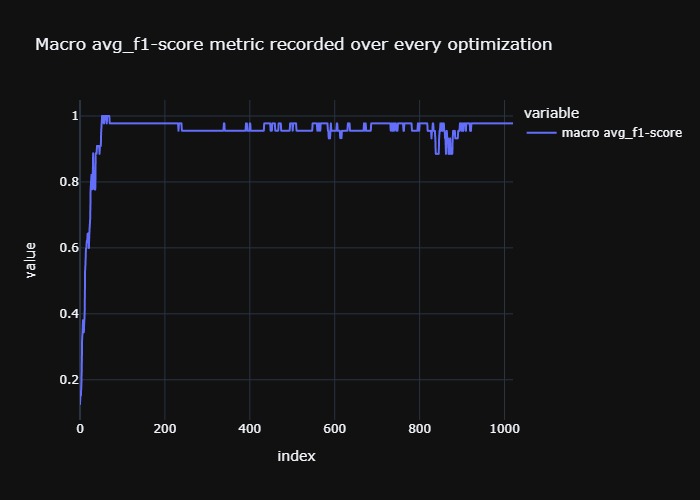 Macro avg_f1-score metric recorded over every optimization
variable
macro avg_f1-score
value
1
0.8
0.6
0.4
0.2
0 200 400 600 800 1000
index